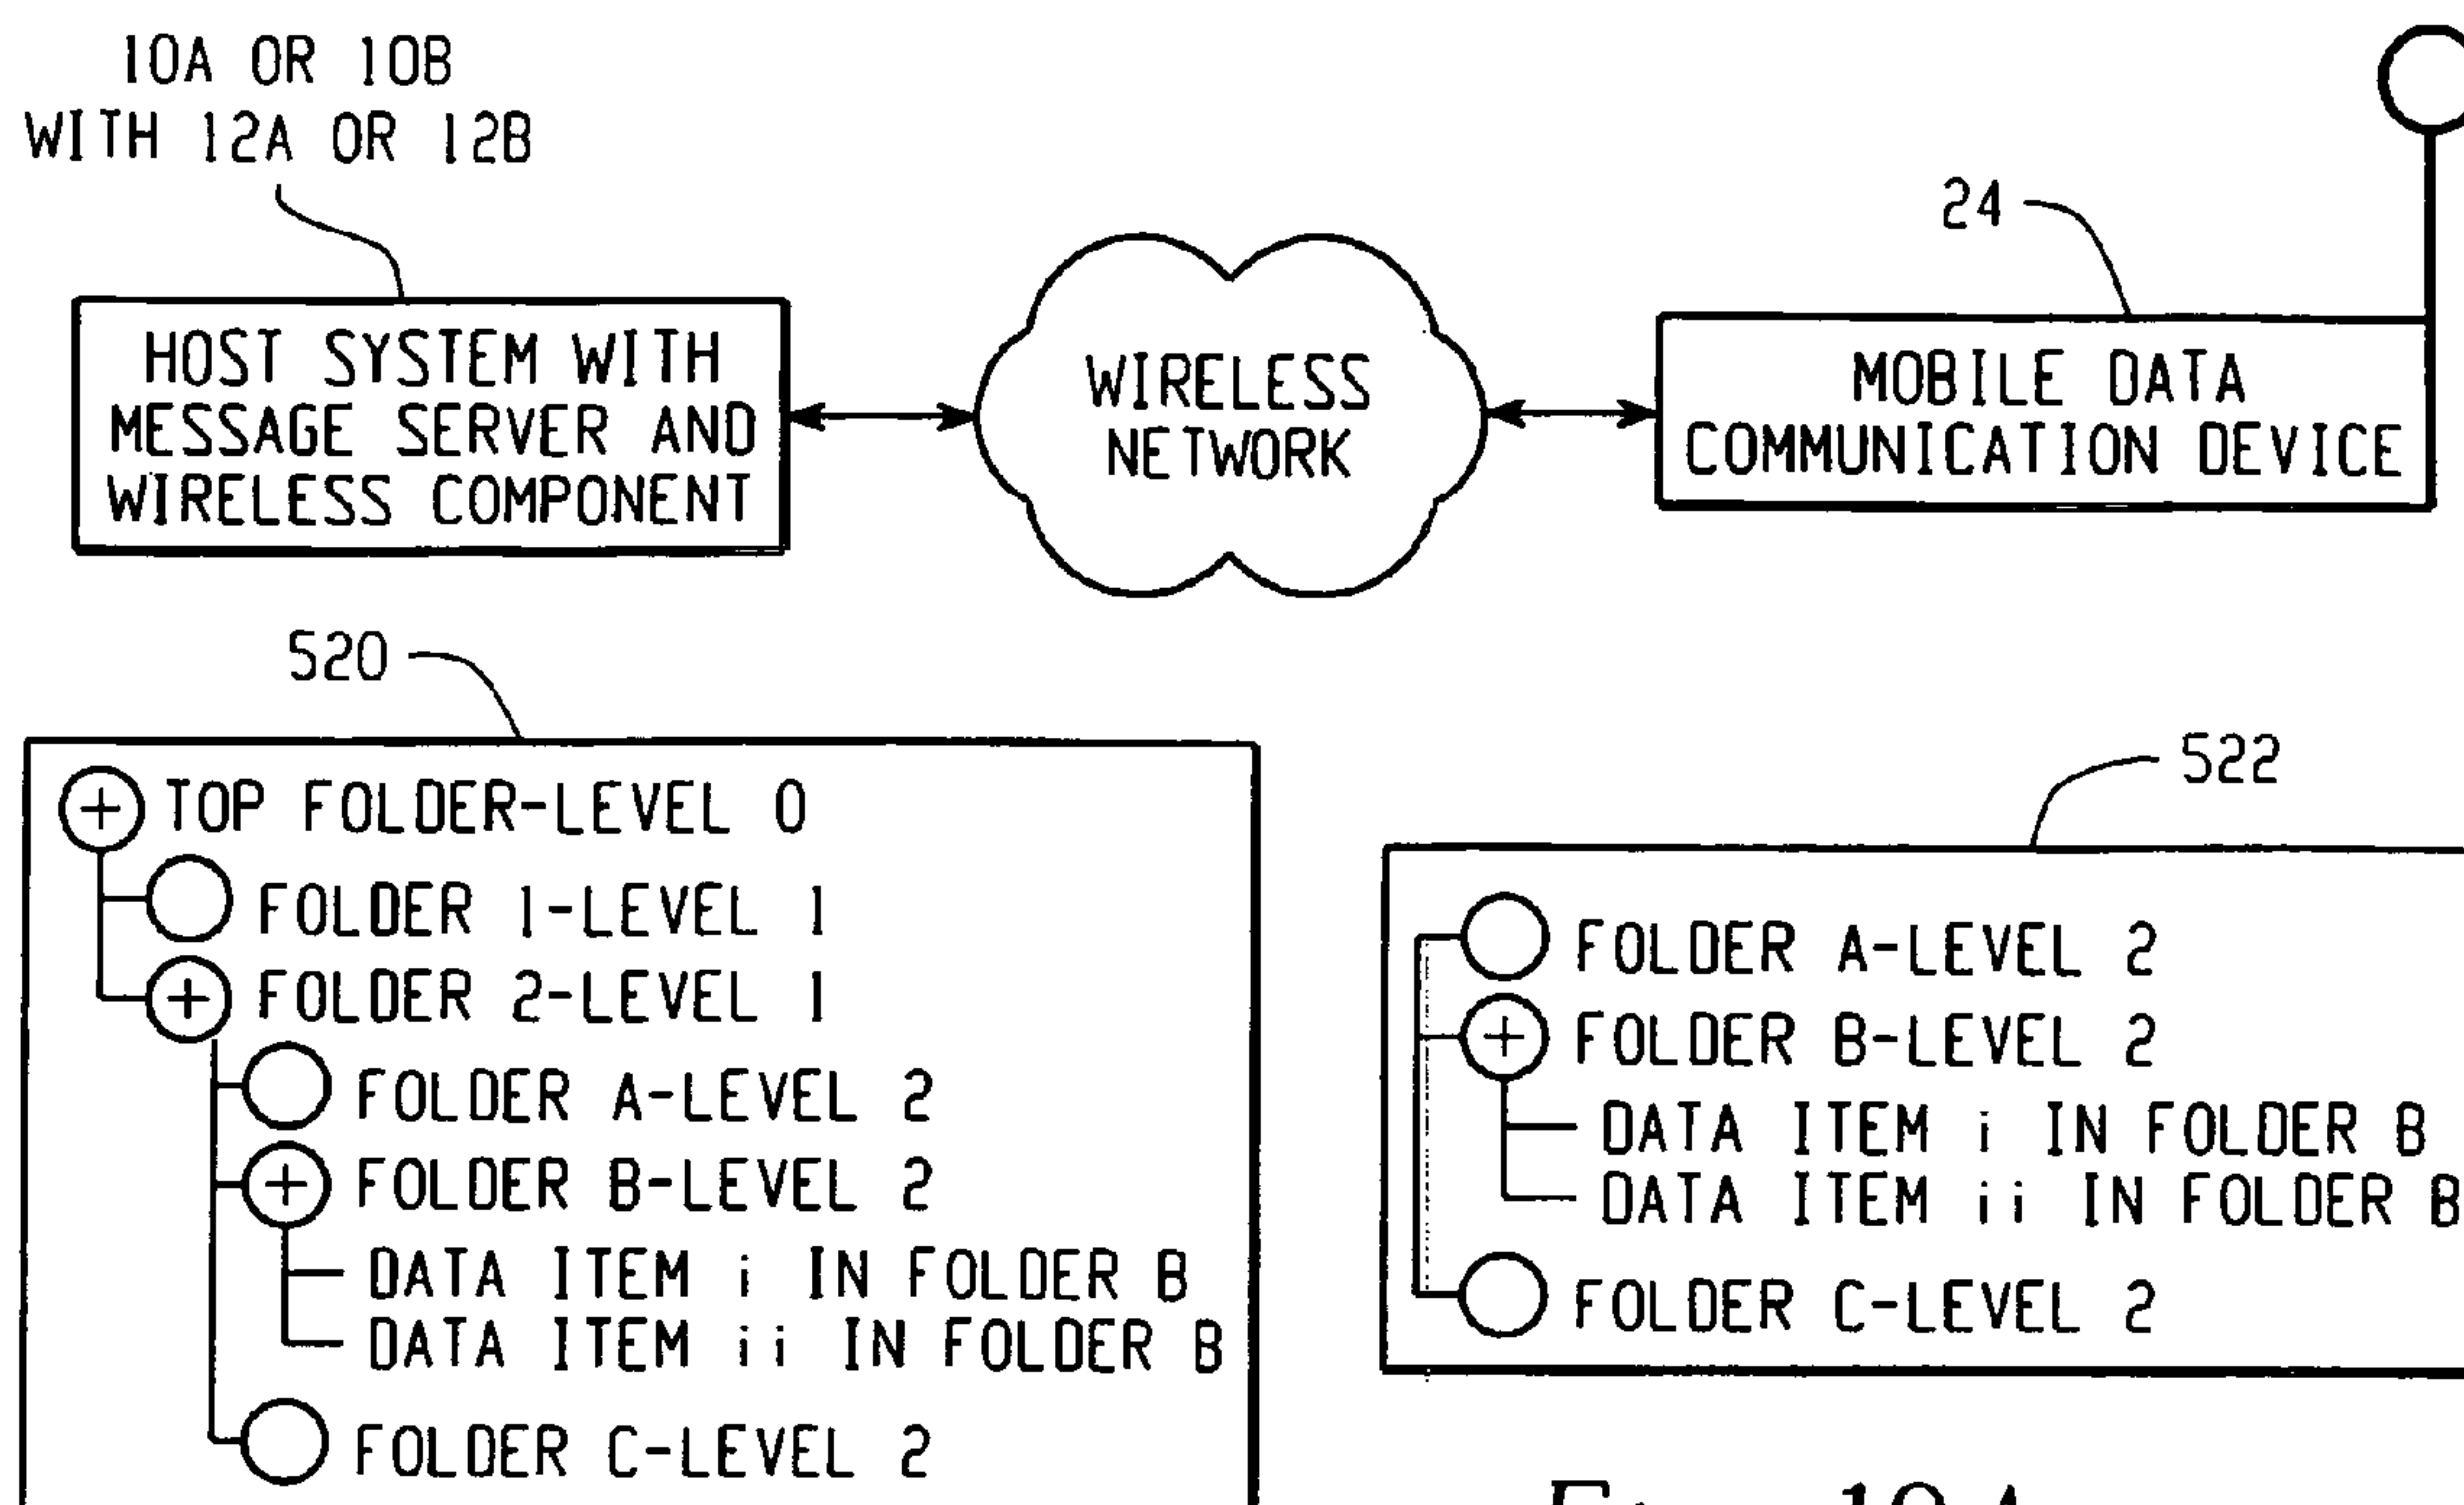 10A OR 10B
WITH 12A OR 12B
24
HOST SYSTEM WITH
MESSAGE SERVER AND
WIRELESS COMPONENT
WIRELESS
NETWORK
MOBILE DATA
COMMUNICATION DEVICE
520
TOP FOLDER-LEVEL 0
FOLDER 1-LEVEL 1
FOLDER 2-LEVEL 1
FOLDER A-LEVEL 2
FOLDER B-LEVEL 2
DATA ITEM i IN FOLDER B
DATA ITEM ii IN FOLDER B
FOLDER C-LEVEL 2
522
FOLDER A-LEVEL 2
FOLDER B-LEVEL 2
DATA ITEM i IN FOLDER B
DATA ITEM ii IN FOLDER B
FOLDER C-LEVEL 2